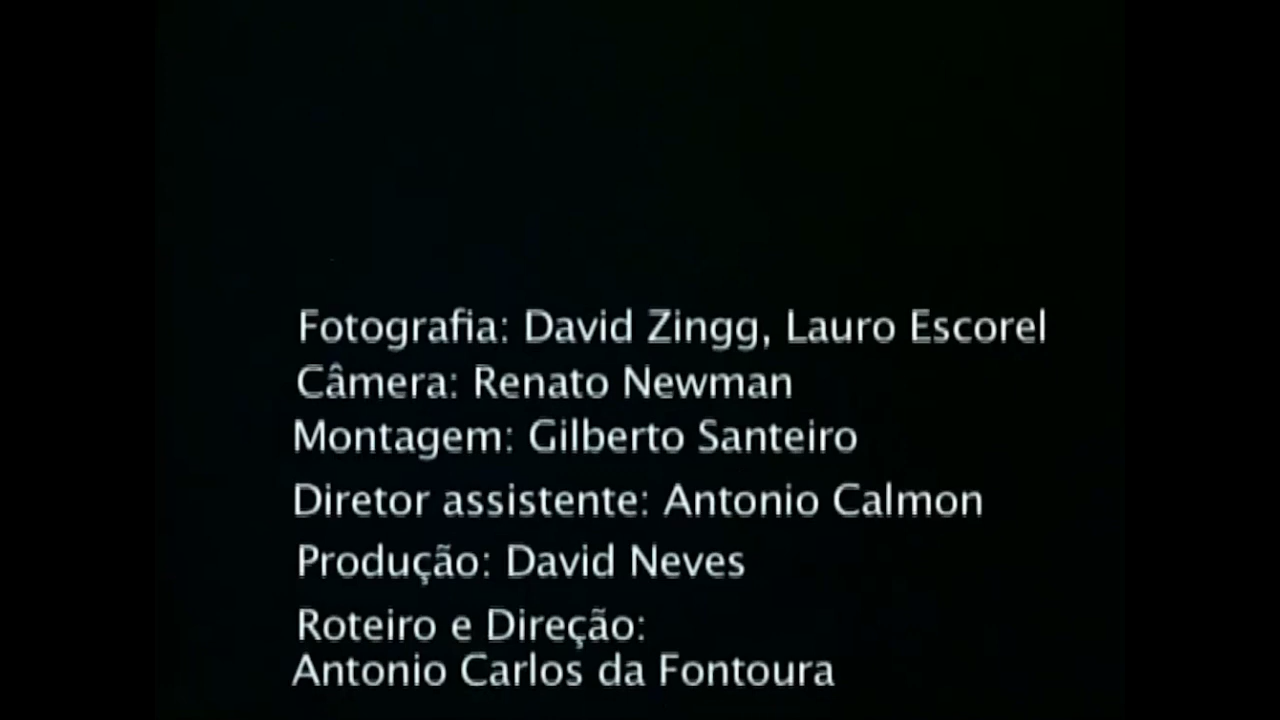 Fotografia: David Zingg, Lauro Escorel
Câmera: Renato Newman
Montagem: Gilberto Santeiro
Diretor assistente: Antonio Calmon
Produção: David Neves
Roteiro e Direção:
Antonio Carlos da Fontoura